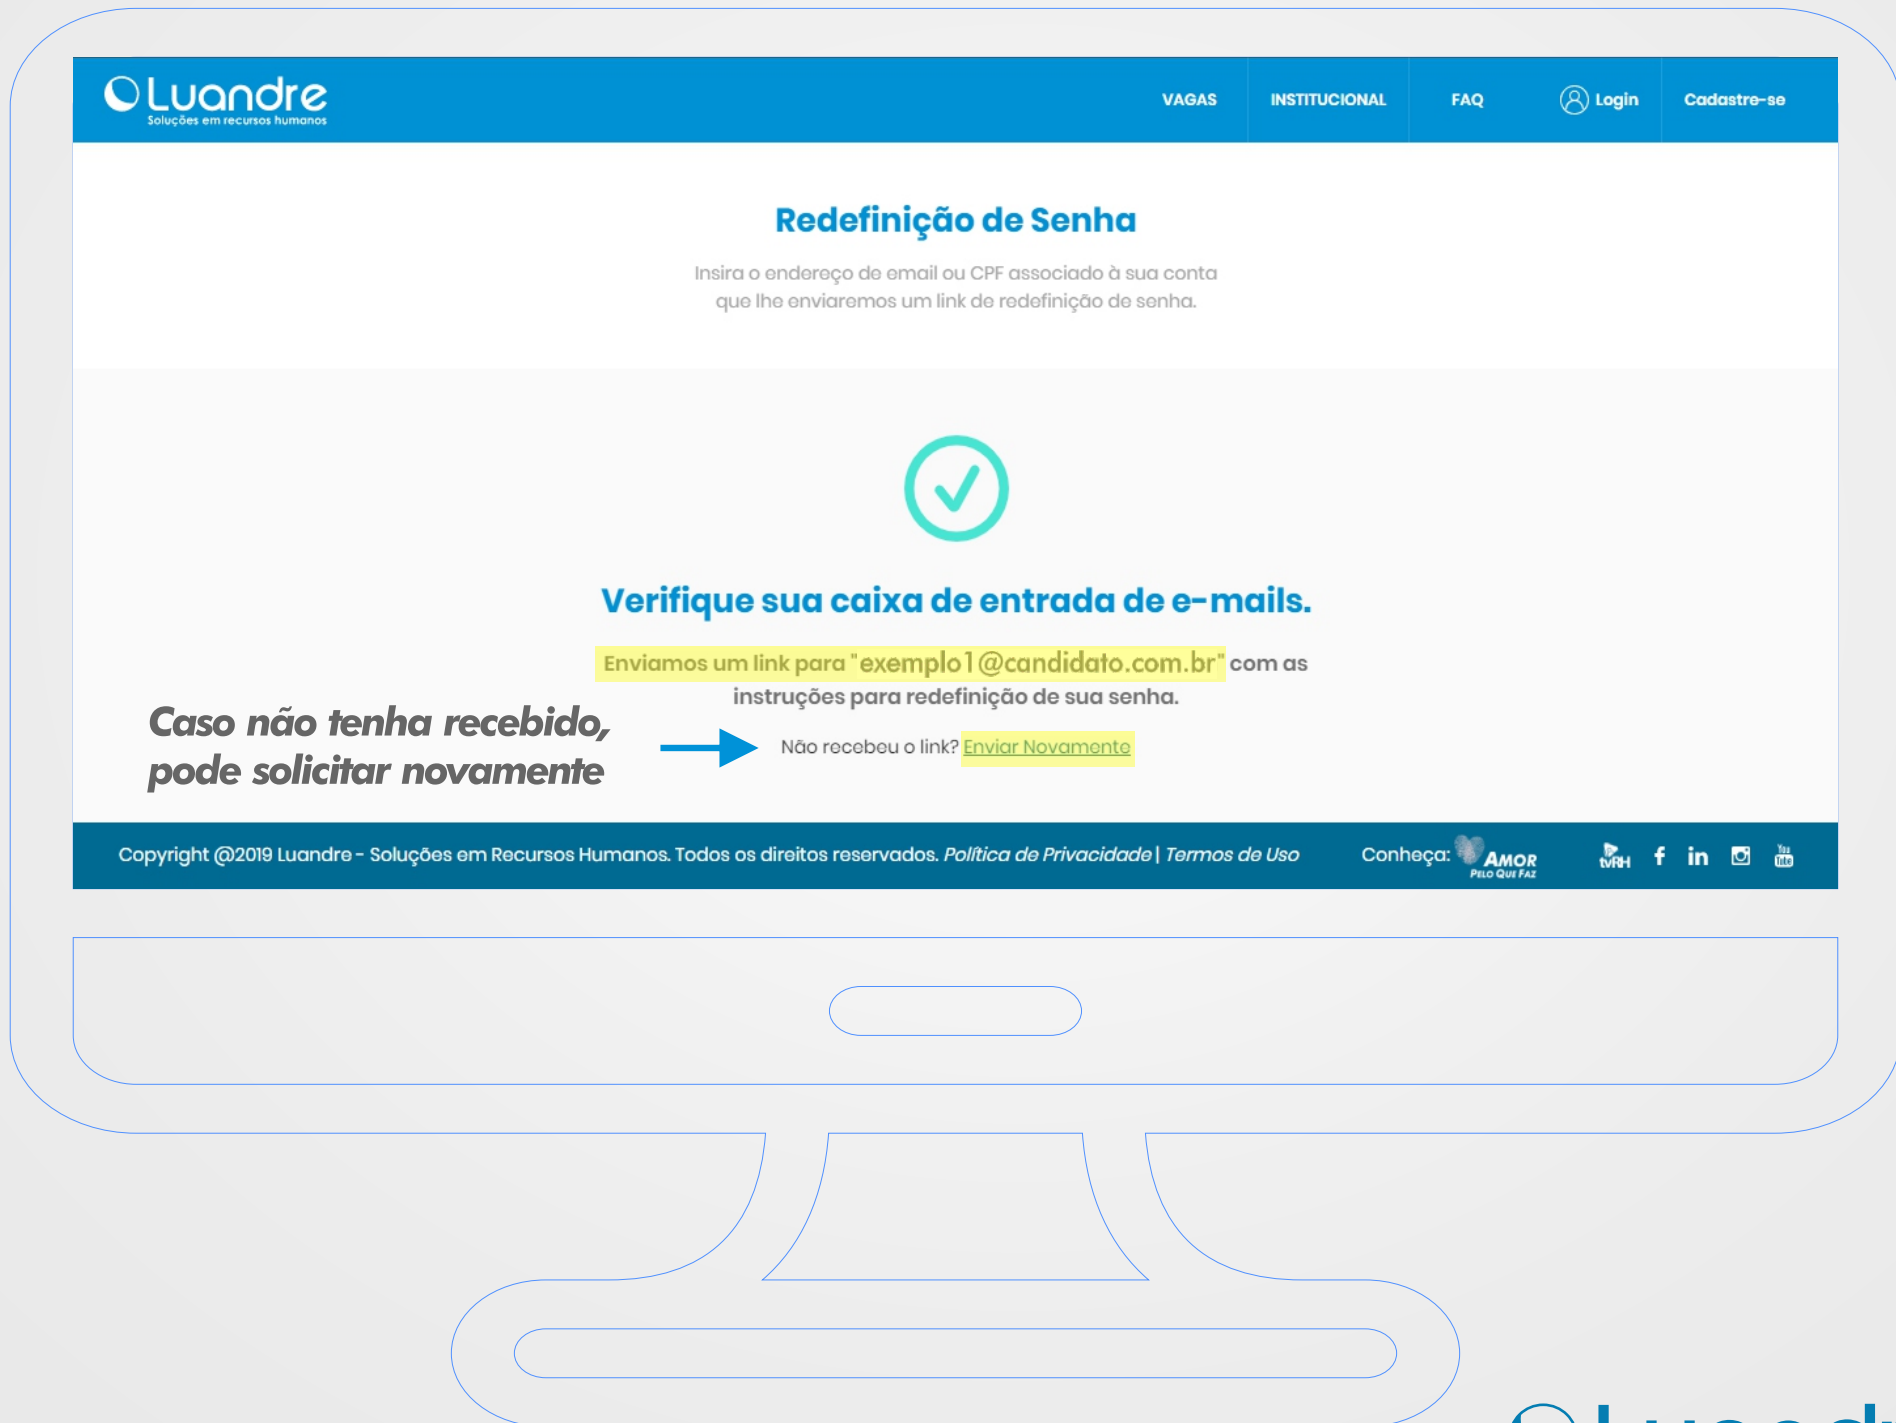 Luandre
Soluções em recursos humanos
VAGAS INSTITUCIONAL FAQ Login Cadastre-se
Redefinição de Senha
Insira o endereço de email ou CPF associado à sua conta
que lhe enviaremos um link de redefinição de senha.
Verifique sua caixa de entrada de e-mails.
Enviamos um link para "exemplo1@candidato.com.br" com as
instruções para redefinição de sua senha.
Caso não tenha recebido,
pode solicitar novamente
Não recebeu o link? Enviar Novamente
Copyright @2019 Luandre - Soluções em Recursos Humanos. Todos os direitos reservados. Política de Privacidade | Termos de Uso
Conheça: AMOR
PELO QUE FAZ
tvRH f in You Tube